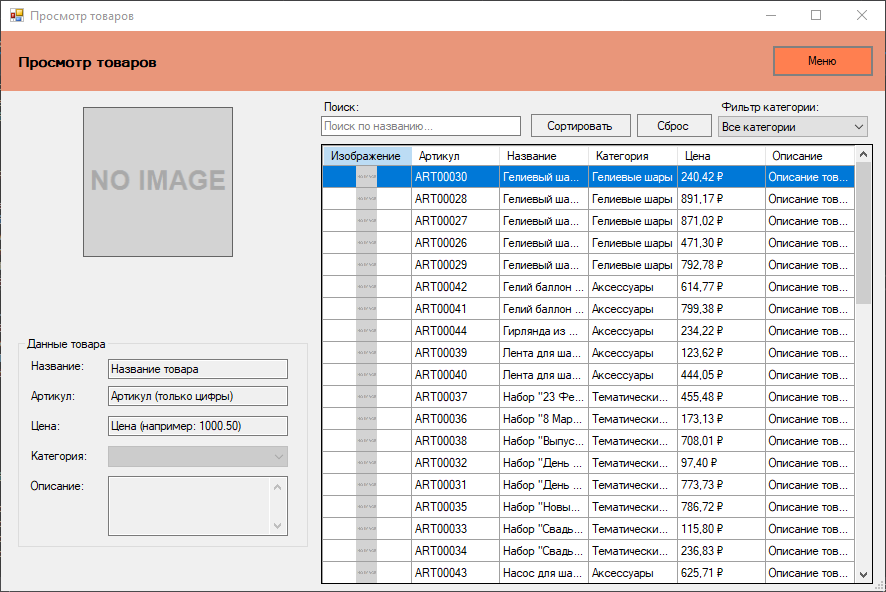 Просмотр товаров
Просмотр товаров
Меню
NO IMAGE
Поиск:
Фильтр категории:
Поиск по названию...
Сортировать
Сброс
Все категории
Изображение Артикул Название Категория Цена Описание
ART00030 Гелиевый ша... Гелиевые шары 240,42 ₽ Описание тов...
ART00028 Гелиевый ша... Гелиевые шары 891,17 ₽ Описание тов...
ART00027 Гелиевый ша... Гелиевые шары 871,02 ₽ Описание тов...
ART00026 Гелиевый ша... Гелиевые шары 471,30 ₽ Описание тов...
ART00029 Гелиевый ша... Гелиевые шары 792,78 ₽ Описание тов...
ART00042 Гелий баллон ... Аксессуары 614,77 ₽ Описание тов...
ART00041 Гелий баллон ... Аксессуары 799,38 ₽ Описание тов...
ART00044 Гирлянда из ... Аксессуары 234,22 ₽ Описание тов...
ART00039 Лента для ша... Аксессуары 123,62 ₽ Описание тов...
ART00040 Лента для ша... Аксессуары 444,05 ₽ Описание тов...
ART00037 Набор "23 Фе... Тематически... 455,48 ₽ Описание тов...
ART00036 Набор "8 Мар... Тематически... 173,13 ₽ Описание тов...
ART00038 Набор "Выпус... Тематически... 708,01 ₽ Описание тов...
ART00032 Набор "День ... Тематически... 97,40 ₽ Описание тов...
ART00031 Набор "День ... Тематически... 773,73 ₽ Описание тов...
ART00035 Набор "Новы... Тематически... 786,72 ₽ Описание тов...
ART00033 Набор "Свадь... Тематически... 115,80 ₽ Описание тов...
ART00034 Набор "Свадь... Тематически... 236,83 ₽ Описание тов...
ART00043 Насос для ша... Аксессуары 625,71 ₽ Описание тов...
Данные товара
Название: Название товара
Артикул: Артикул (только цифры)
Цена: Цена (например: 1000.50)
Категория:
Описание: